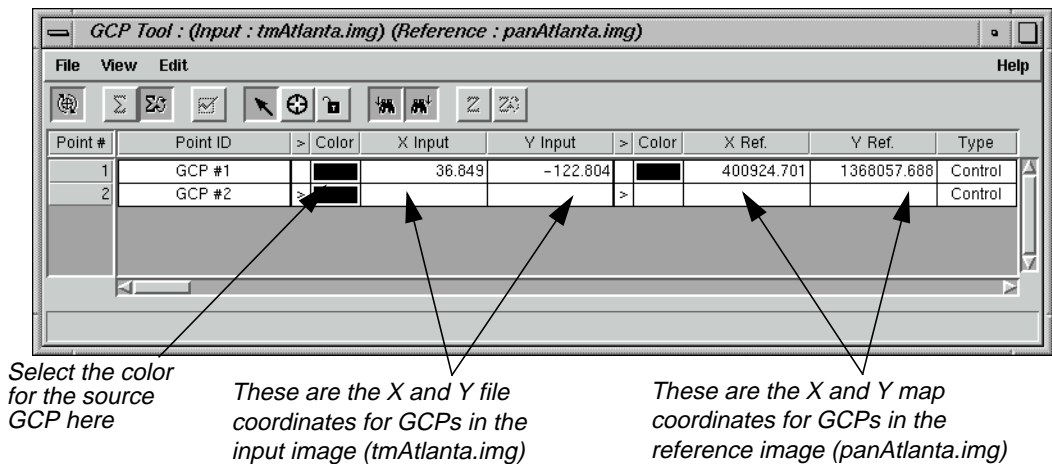 GCP Tool : (Input : tmAtlanta.img) (Reference : panAtlanta.img)
File View Edit Help
Σ Σ Z Z
Point # Point ID > Color X Input Y Input > Color X Ref. Y Ref. Type
1 GCP #1 36.849 -122.804 400924.701 1368057.688 Control
2 GCP #2 > > Control
Select the color
for the source
GCP here
These are the X and Y file
coordinates for GCPs in the
input image (tmAtlanta.img)
These are the X and Y map
coordinates for GCPs in the
reference image (panAtlanta.img)